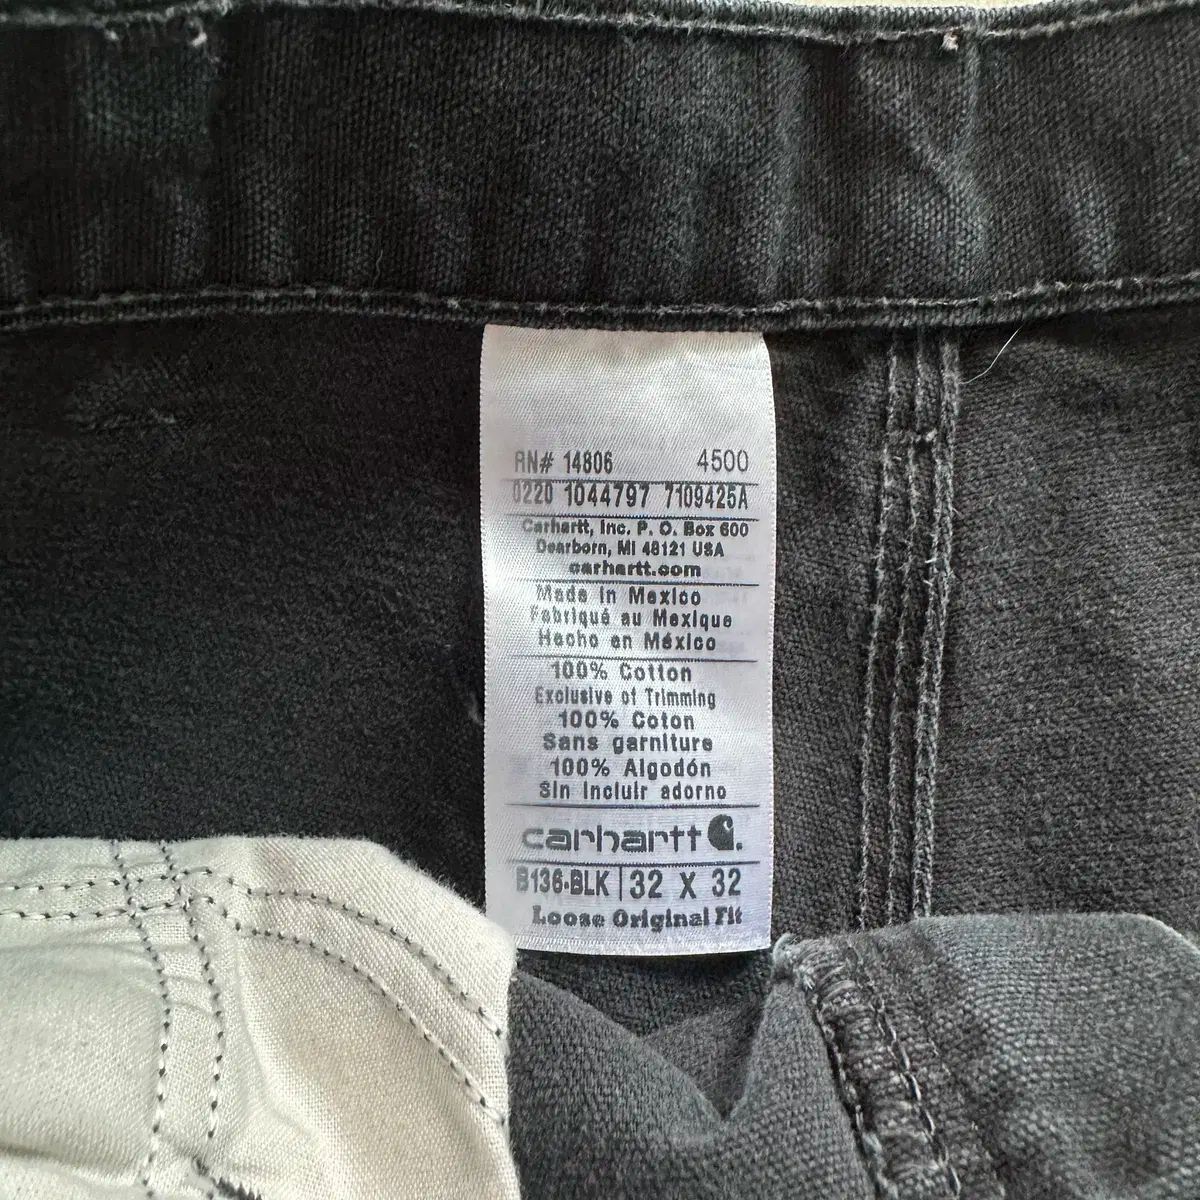 RN# 14806 4500
0220 1044797 7109425A
Carhartt, Inc. P. O. Box 600
Dearborn, MI 48121 USA
carhartt.com
Made in Mexico
Fabriqué au Mexique
Hecho en México
100% Cotton
Exclusive of Trimming
100% Coton
Sans garniture
100% Algodón
Sin incluir adorno
carhartt
B136-BLK 32 X 32
Loose Original Fit